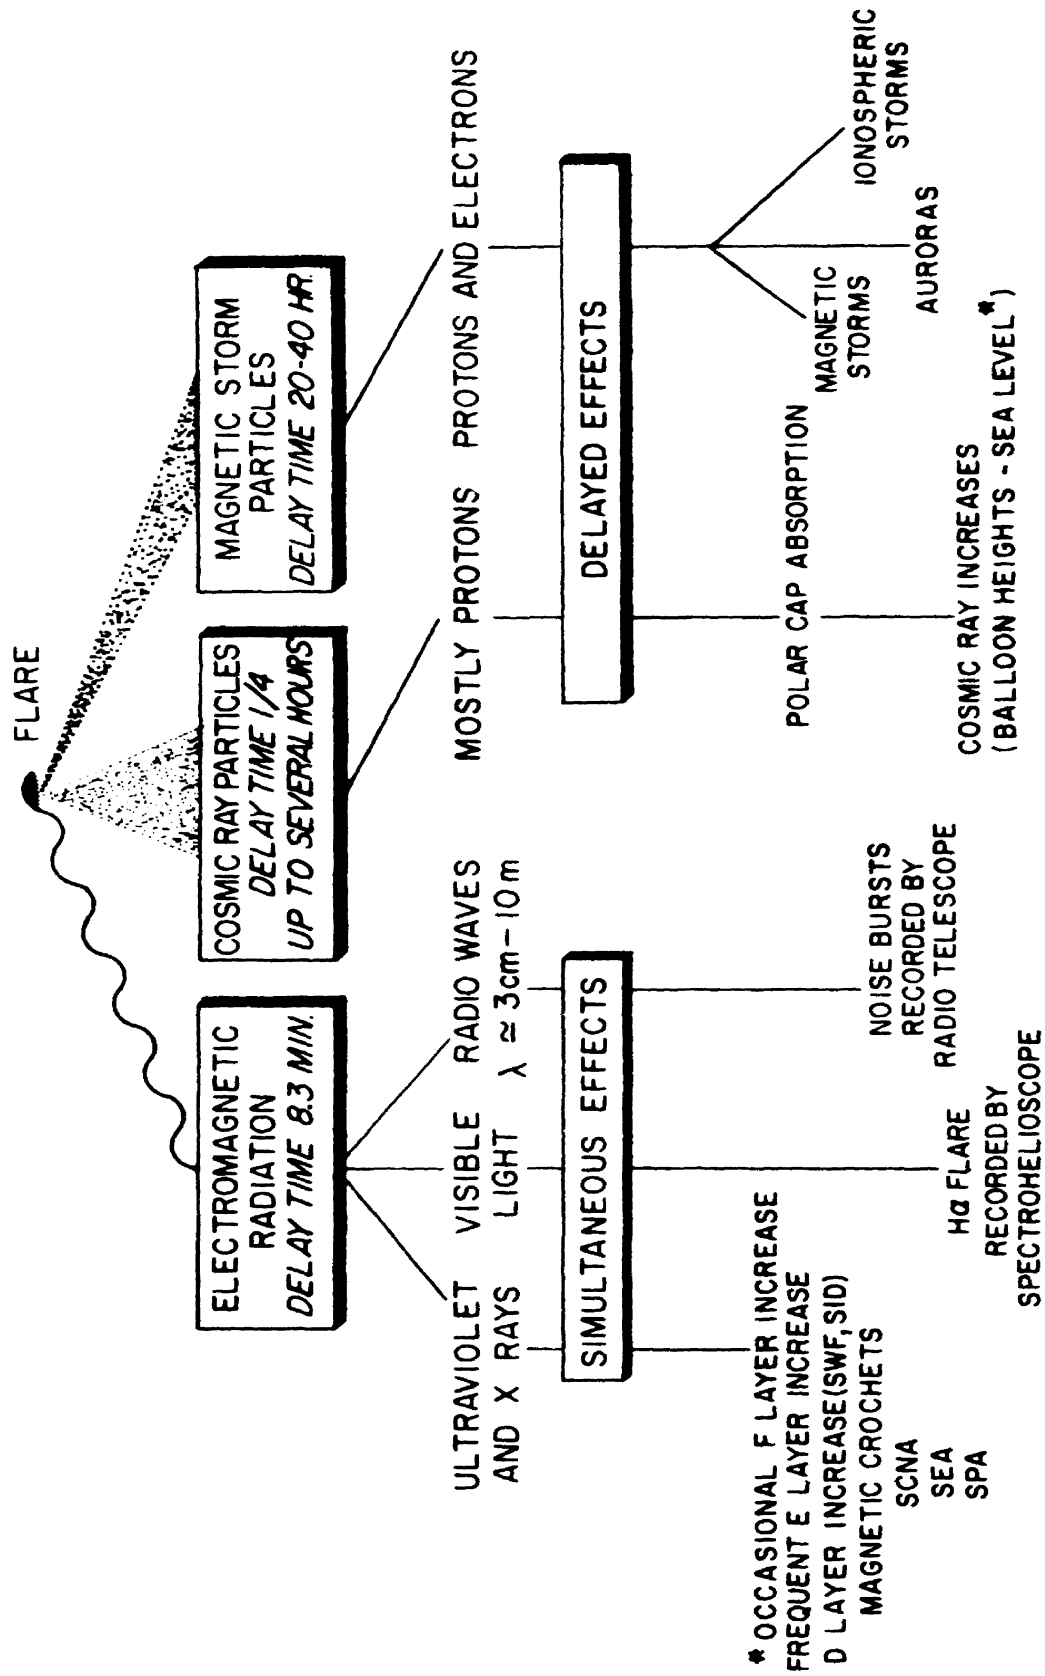 FLARE
ELECTROMAGNETIC
RADIATION
DELAY TIME 8.3 MIN.
COSMIC RAY PARTICLES
DELAY TIME 1/4
UP TO SEVERAL HOURS
MAGNETIC STORM
PARTICLES
DELAY TIME 20-40 HR.
ULTRAVIOLET
AND X RAYS
VISIBLE
LIGHT
RADIO WAVES
λ ≃ 3cm-10m
MOSTLY PROTONS
PROTONS AND ELECTRONS
SIMULTANEOUS EFFECTS
DELAYED EFFECTS
* OCCASIONAL F LAYER INCREASE
FREQUENT E LAYER INCREASE
D LAYER INCREASE(SWF,SID)
MAGNETIC CROCHETS
SCNA
SEA
SPA
Hα FLARE
RECORDED BY
SPECTROHELIOSCOPE
NOISE BURSTS
RECORDED BY
RADIO TELESCOPE
POLAR CAP ABSORPTION
COSMIC RAY INCREASES
(BALLOON HEIGHTS - SEA LEVEL*)
MAGNETIC
STORMS
AURORAS
IONOSPHERIC
STORMS